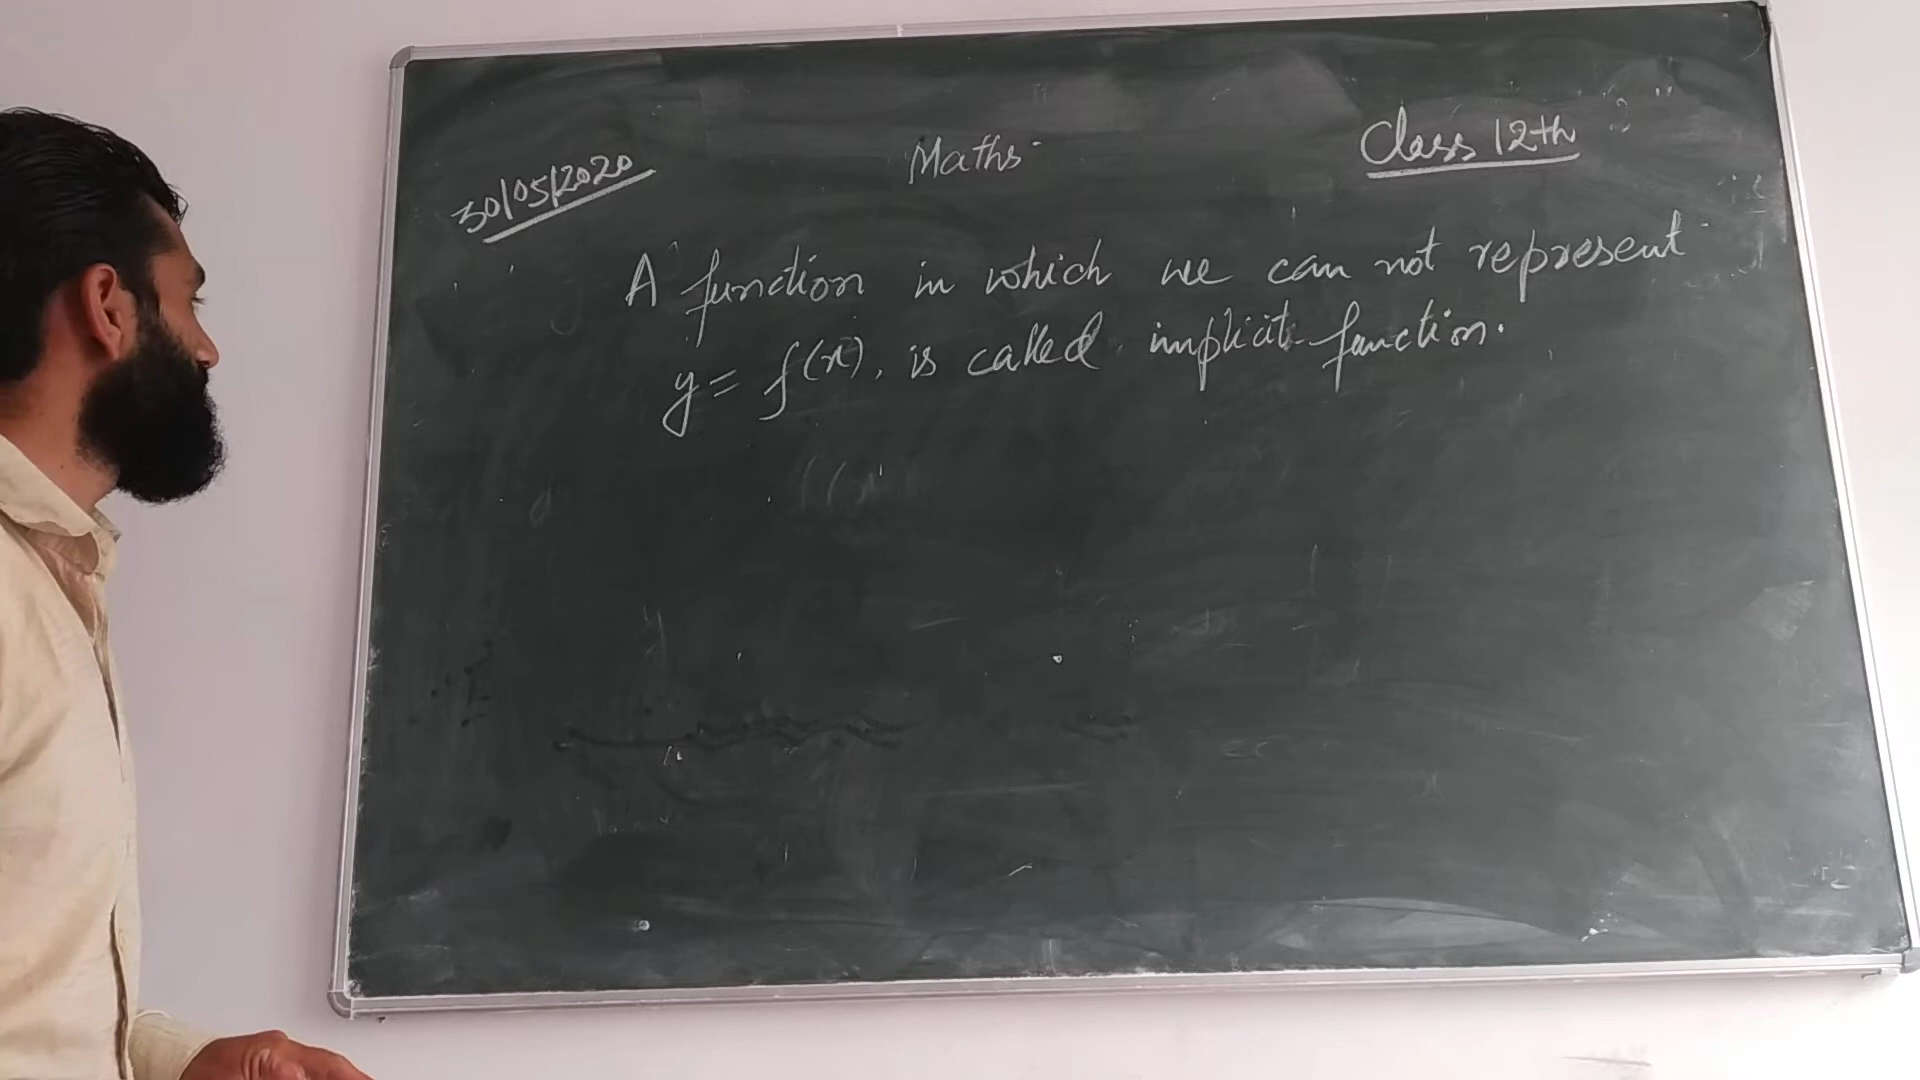 30/05/2020
Maths
Class 12th
A function in which we can not represent
y = f(x), is called implicit function.